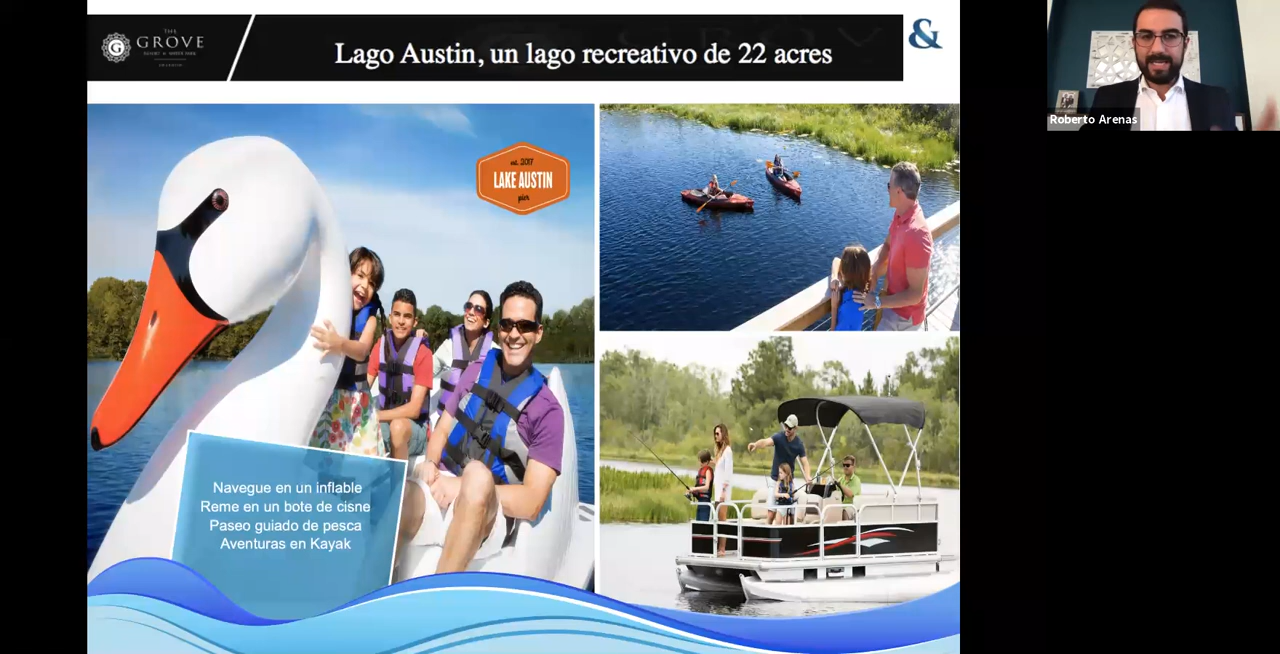 THE
GROVE
RESORT & WATER PARK
ORLANDO
Lago Austin, un lago recreativo de 22 acres
&
Roberto Arenas
est. 2017
LAKE AUSTIN
pier
Navegue en un inflable
Reme en un bote de cisne
Paseo guiado de pesca
Aventuras en Kayak